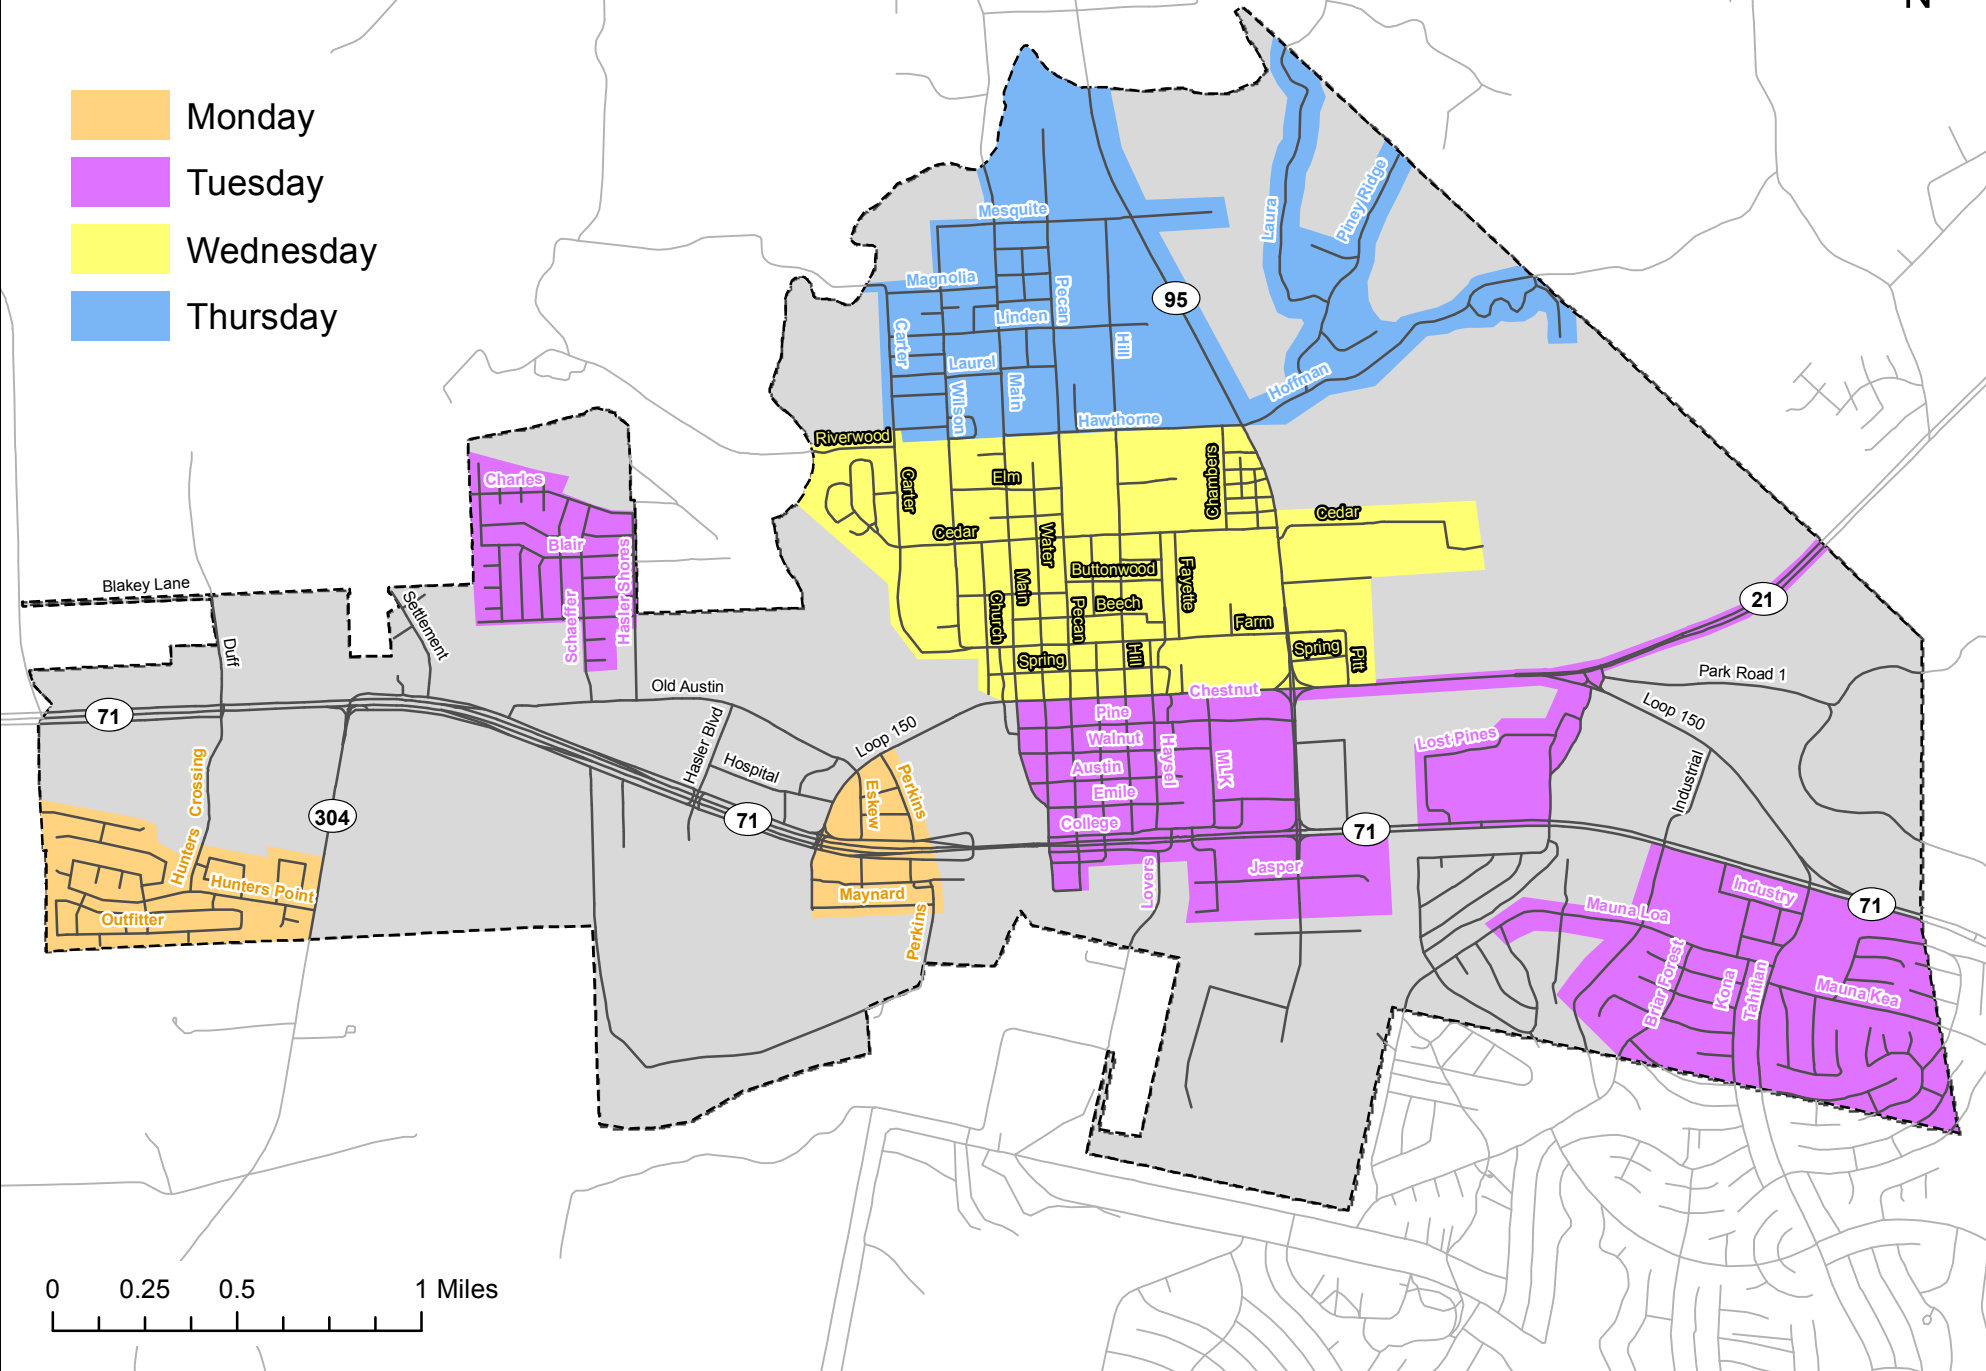 N
Monday
Tuesday
Wednesday
Thursday
Mesquite
Laura
Piney Ridge
Magnolia
Pecan
95
Linden
Carter
Hill
Laurel
Main
Wilson
Hoffman
Hawthorne
Riverwood
Carter
Elm
Chambers
Charles
Cedar
Cedar
Water
Blair
Hasler Shores
Schaeffer
Buttonwood
Fayette
Main
Beech
Church
Pecan
Farm
Blakey Lane
Settlement
Duff
21
Hill
Spring
Spring
Pitt
Park Road 1
Old Austin
Chestnut
71
Loop 150
Loop 150
Hasler Blvd
Hospital
Pine
Walnut
Haysel
MLK
Austin
Emile
College
Lost Pines
Industrial
Hunters Crossing
304
71
Eskew
Perkins
71
Hunters Point
Outfitter
Maynard
Perkins
Lovers
Jasper
Industry
71
Mauna Loa
Briar Forest
Kona
Tahitian
Mauna Kea
0 0.25 0.5 1 Miles